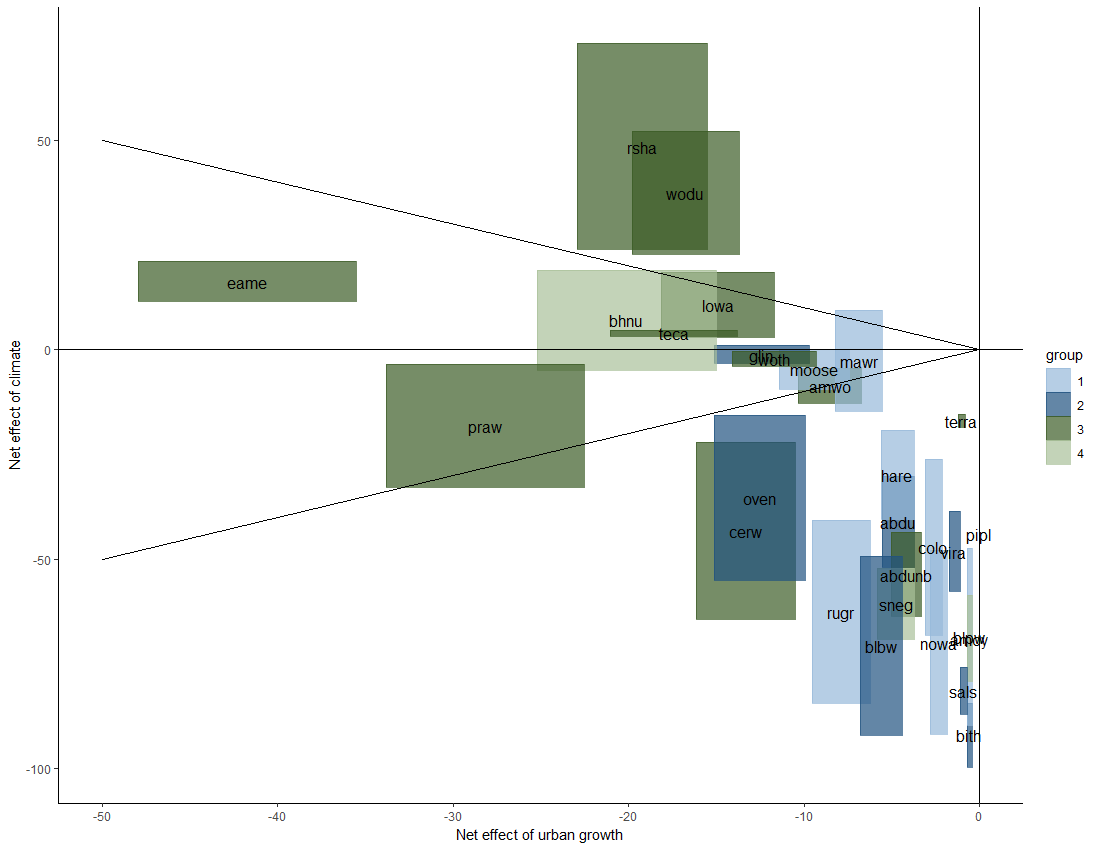 50
0
-50
-100
Net effect of climate
rsha
wodu
eame
lowa
bhnu
teca
glin
woth
moose
mawr
amwo
praw
terra
hare
oven
cerw
abdu
colo
vira
pipl
abdunb
sneg
rugr
blbw
nowa
blpw
sals
bith
-50
-40
-30
-20
-10
0
Net effect of urban growth
group
1
2
3
4